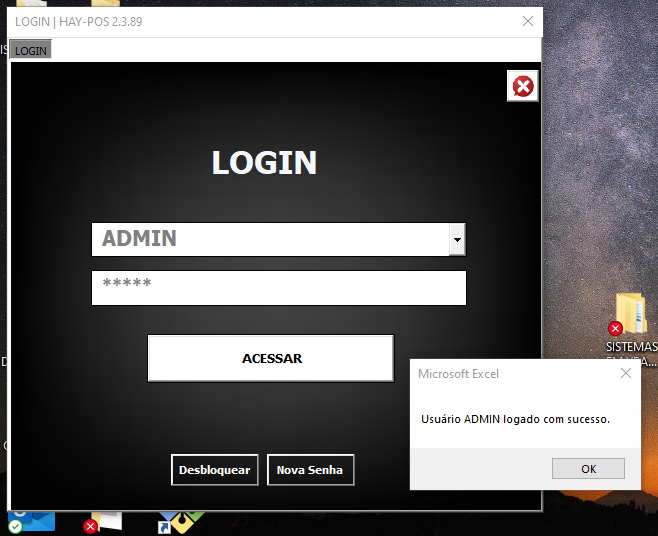 LOGIN | HAY-POS 2.3.89
LOGIN
LOGIN
ADMIN
*****
ACESSAR
Desbloquear
Nova Senha
Microsoft Excel
Usuário ADMIN logado com sucesso.
OK
SISTEMAS